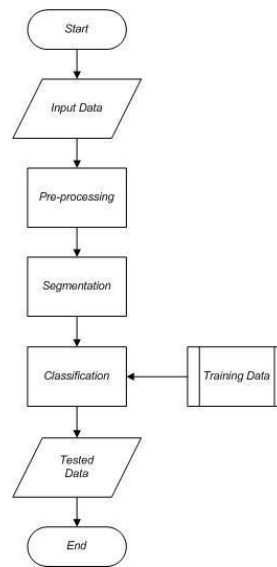 Start
Input Data
Pre-processing
Segmentation
Classification
Training Data
Tested
Data
End